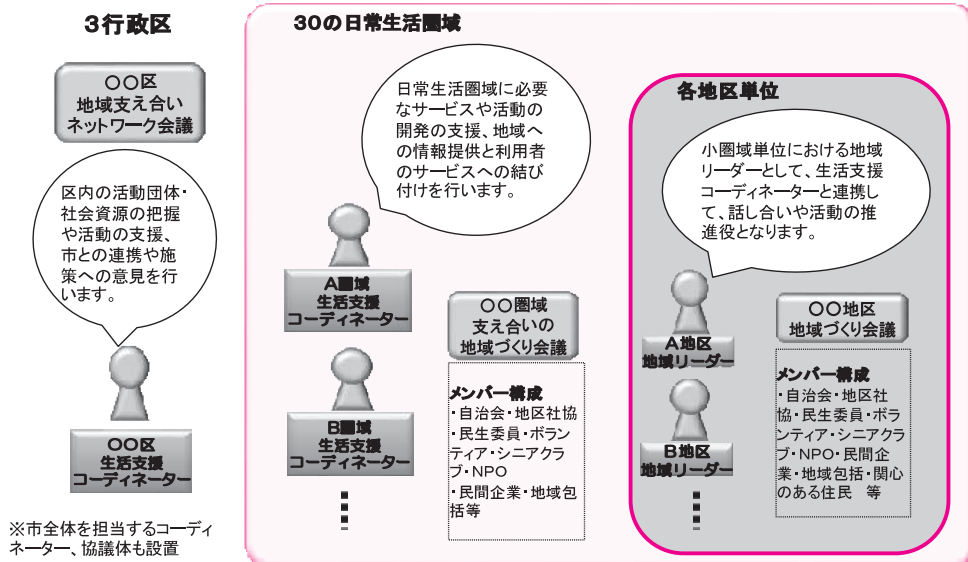 3行政区
〇〇区
地域支え合い
ネットワーク会議
区内の活動団体・
社会資源の把握
や活動の支援、
市との連携や施
策への意見を行
います。
〇〇区
生活支援
コーディネーター
※市全体を担当するコーディ
ネーター、協議体も設置
30の日常生活圏域
日常生活圏域に必要
なサービスや活動の
開発の支援、地域へ
の情報提供と利用者
のサービスへの結び
付けを行います。
A圏域
生活支援
コーディネーター
B圏域
生活支援
コーディネーター
〇〇圏域
支え合いの
地域づくり会議
メンバー構成
・自治会・地区社協
・民生委員・ボラン
ティア・シニアクラ
ブ・NPO
・民間企業・地域包
括等
各地区単位
小圏域単位における地域
リーダーとして、生活支援
コーディネーターと連携し
て、話し合いや活動の推
進役となります。
A地区
地域リーダー
B地区
地域リーダー
〇〇地区
地域づくり会議
メンバー構成
・自治会・地区社
協・民生委員・ボラ
ンティア・シニアクラ
ブ・NPO・民間企
業・地域包括・関心
のある住民　等